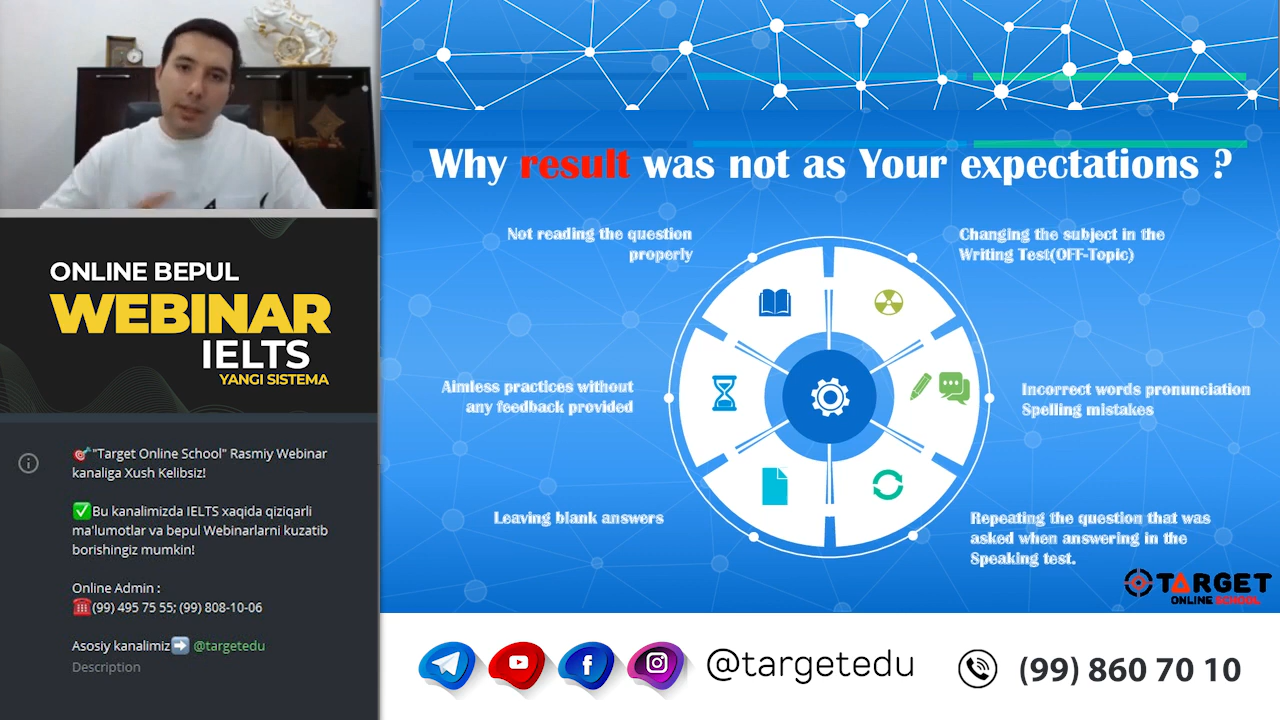 Why result was not as Your expectations ?
Not reading the question
properly
Changing the subject in the
Writing Test(OFF-Topic)
Aimless practices without
any feedback provided
Incorrect words pronunciation
Spelling mistakes
Leaving blank answers
Repeating the question that was
asked when answering in the
Speaking test.
TARGET
ONLINE SCHOOL
ONLINE BEPUL
WEBINAR
IELTS
YANGI SISTEMA
"Target Online School" Rasmiy Webinar
kanaliga Xush Kelibsiz!
Bu kanalimizda IELTS xaqida qiziqarli
ma'lumotlar va bepul Webinarlarni kuzatib
borishingiz mumkin!
Online Admin :
(99) 495 75 55; (99) 808-10-06
Asosiy kanalimiz @targetedu
Description
@targetedu
(99) 860 70 10